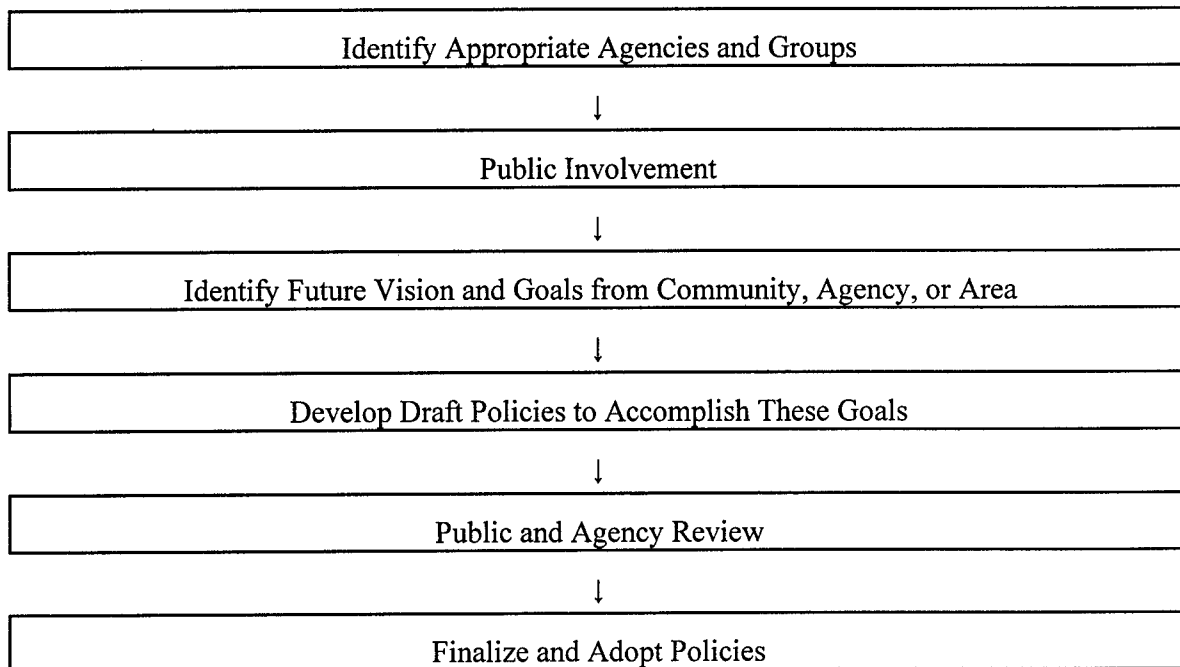 Identify Appropriate Agencies and Groups
↓
Public Involvement
↓
Identify Future Vision and Goals from Community, Agency, or Area
↓
Develop Draft Policies to Accomplish These Goals
↓
Public and Agency Review
↓
Finalize and Adopt Policies